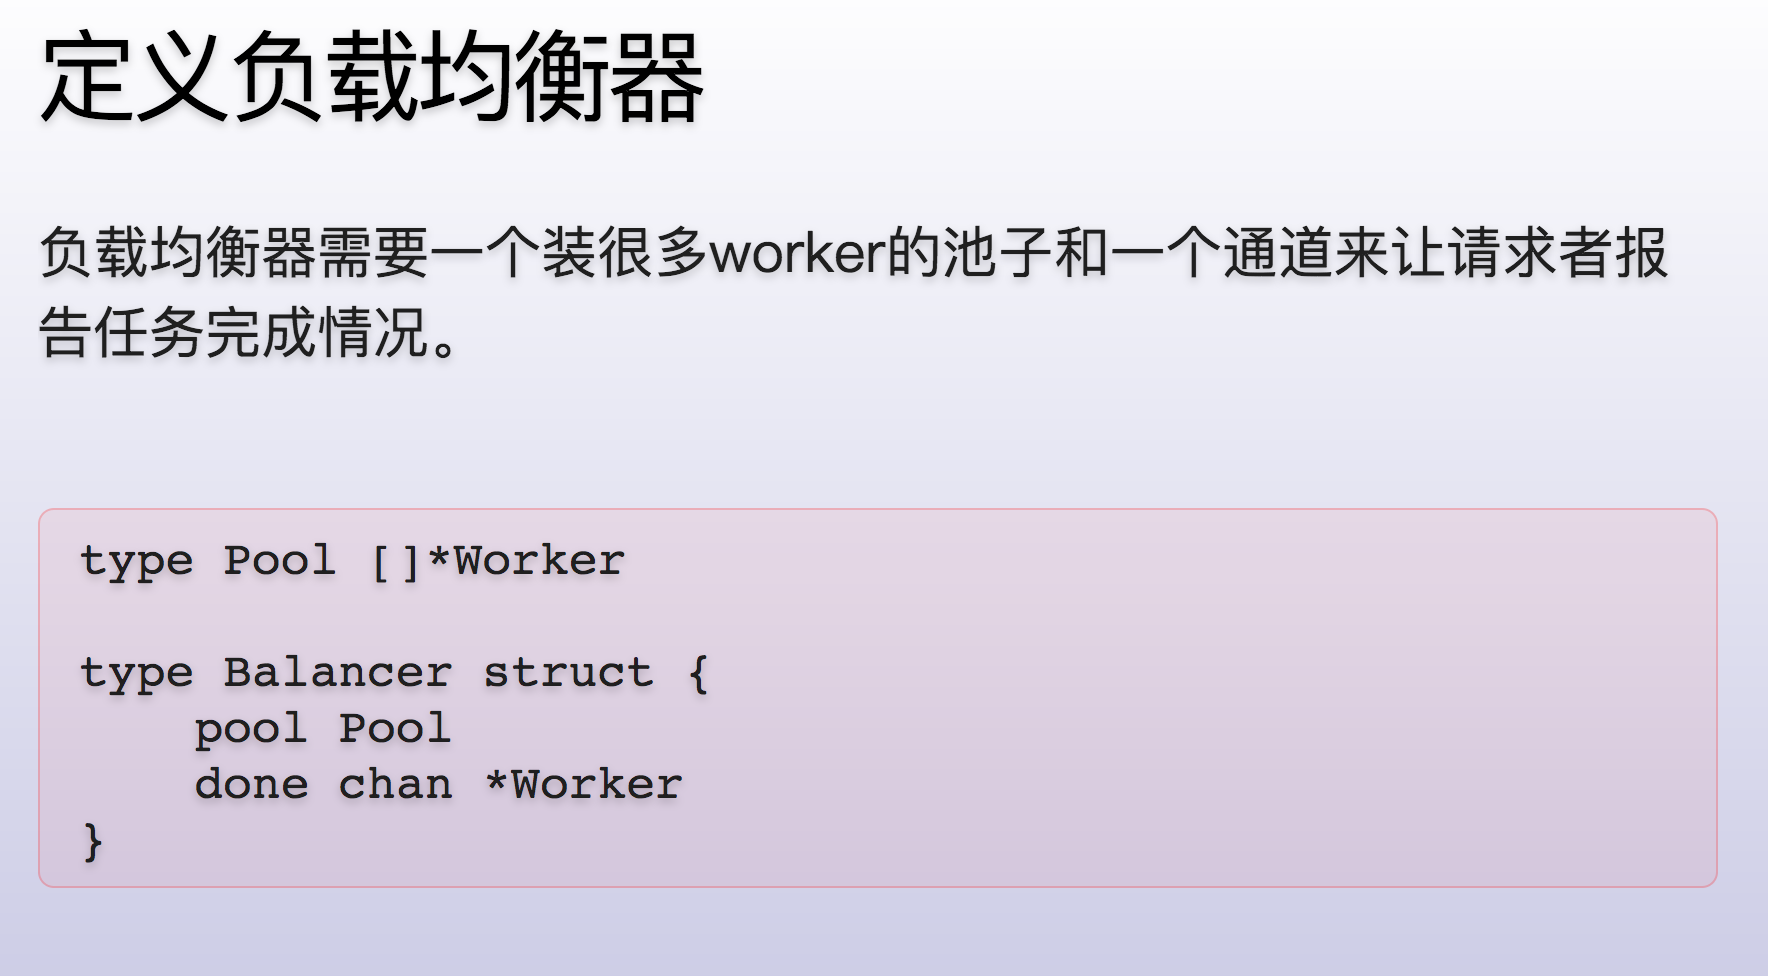 定义负载均衡器
负载均衡器需要一个装很多worker的池子和一个通道来让请求者报
告任务完成情况。
type Pool []*Worker
type Balancer struct {
    pool Pool
    done chan *Worker
}